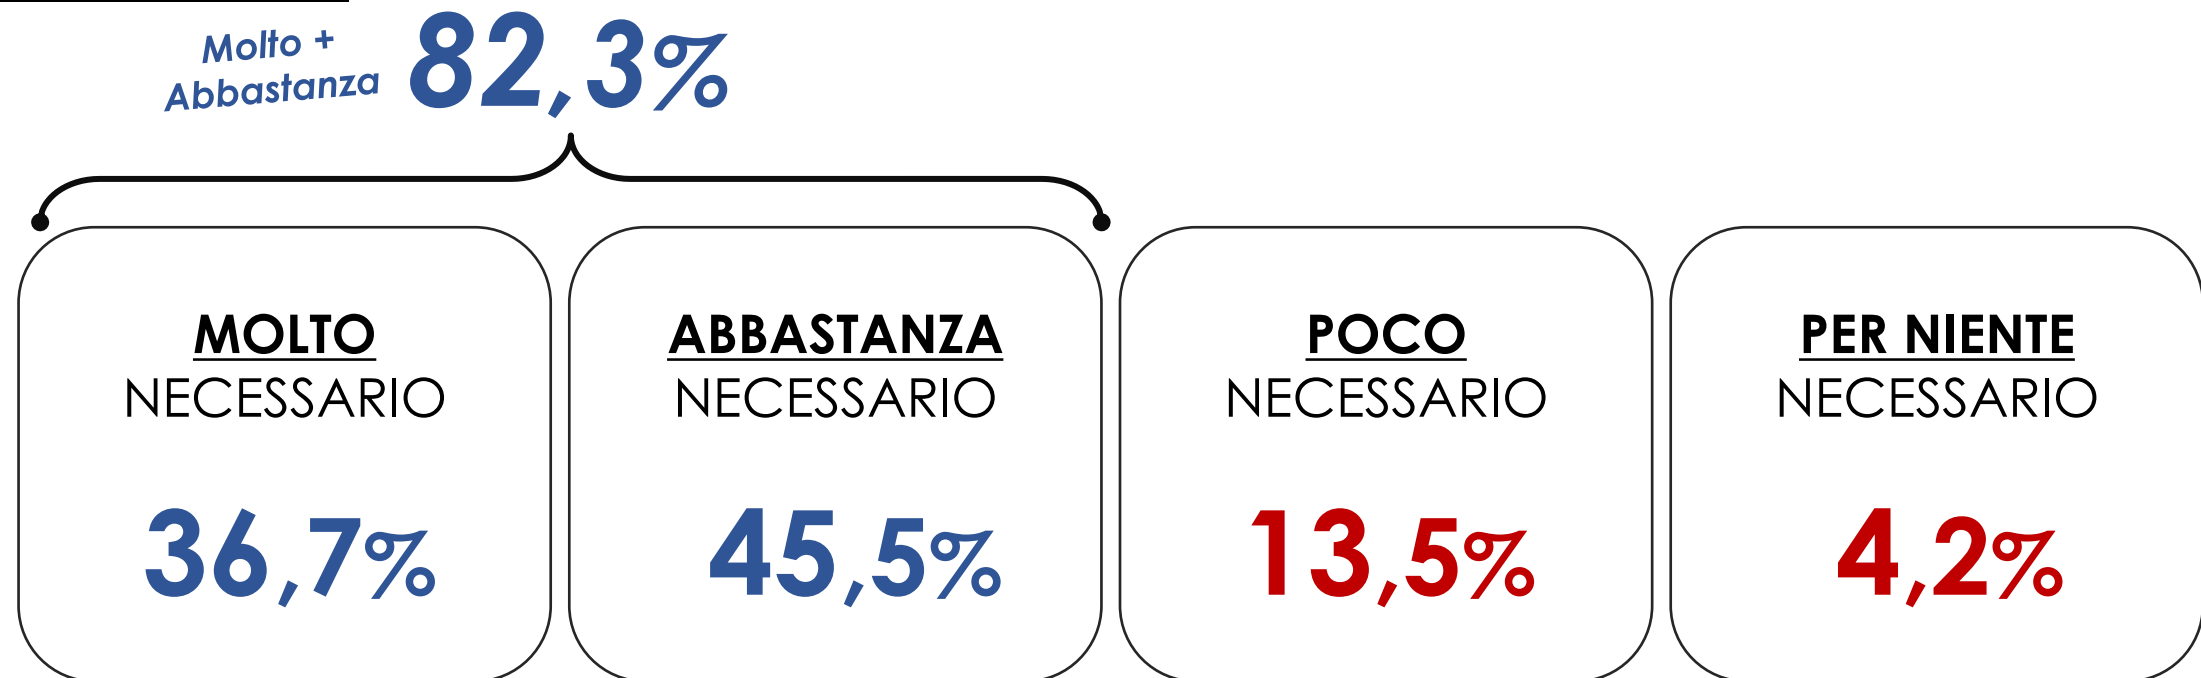 Molto +
Abbastanza
82,3%
MOLTO
NECESSARIO
36,7%
ABBASTANZA
NECESSARIO
45,5%
POCO
NECESSARIO
13,5%
PER NIENTE
NECESSARIO
4,2%